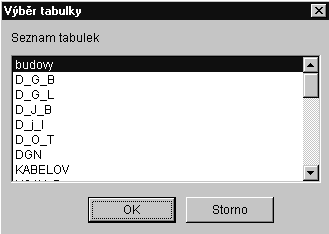 Výběr tabulky
Seznam tabulek
budovy
D_G_B
D_G_L
D_J_B
D_j_l
D_O_T
DGN
KABELOV
OK
Storno